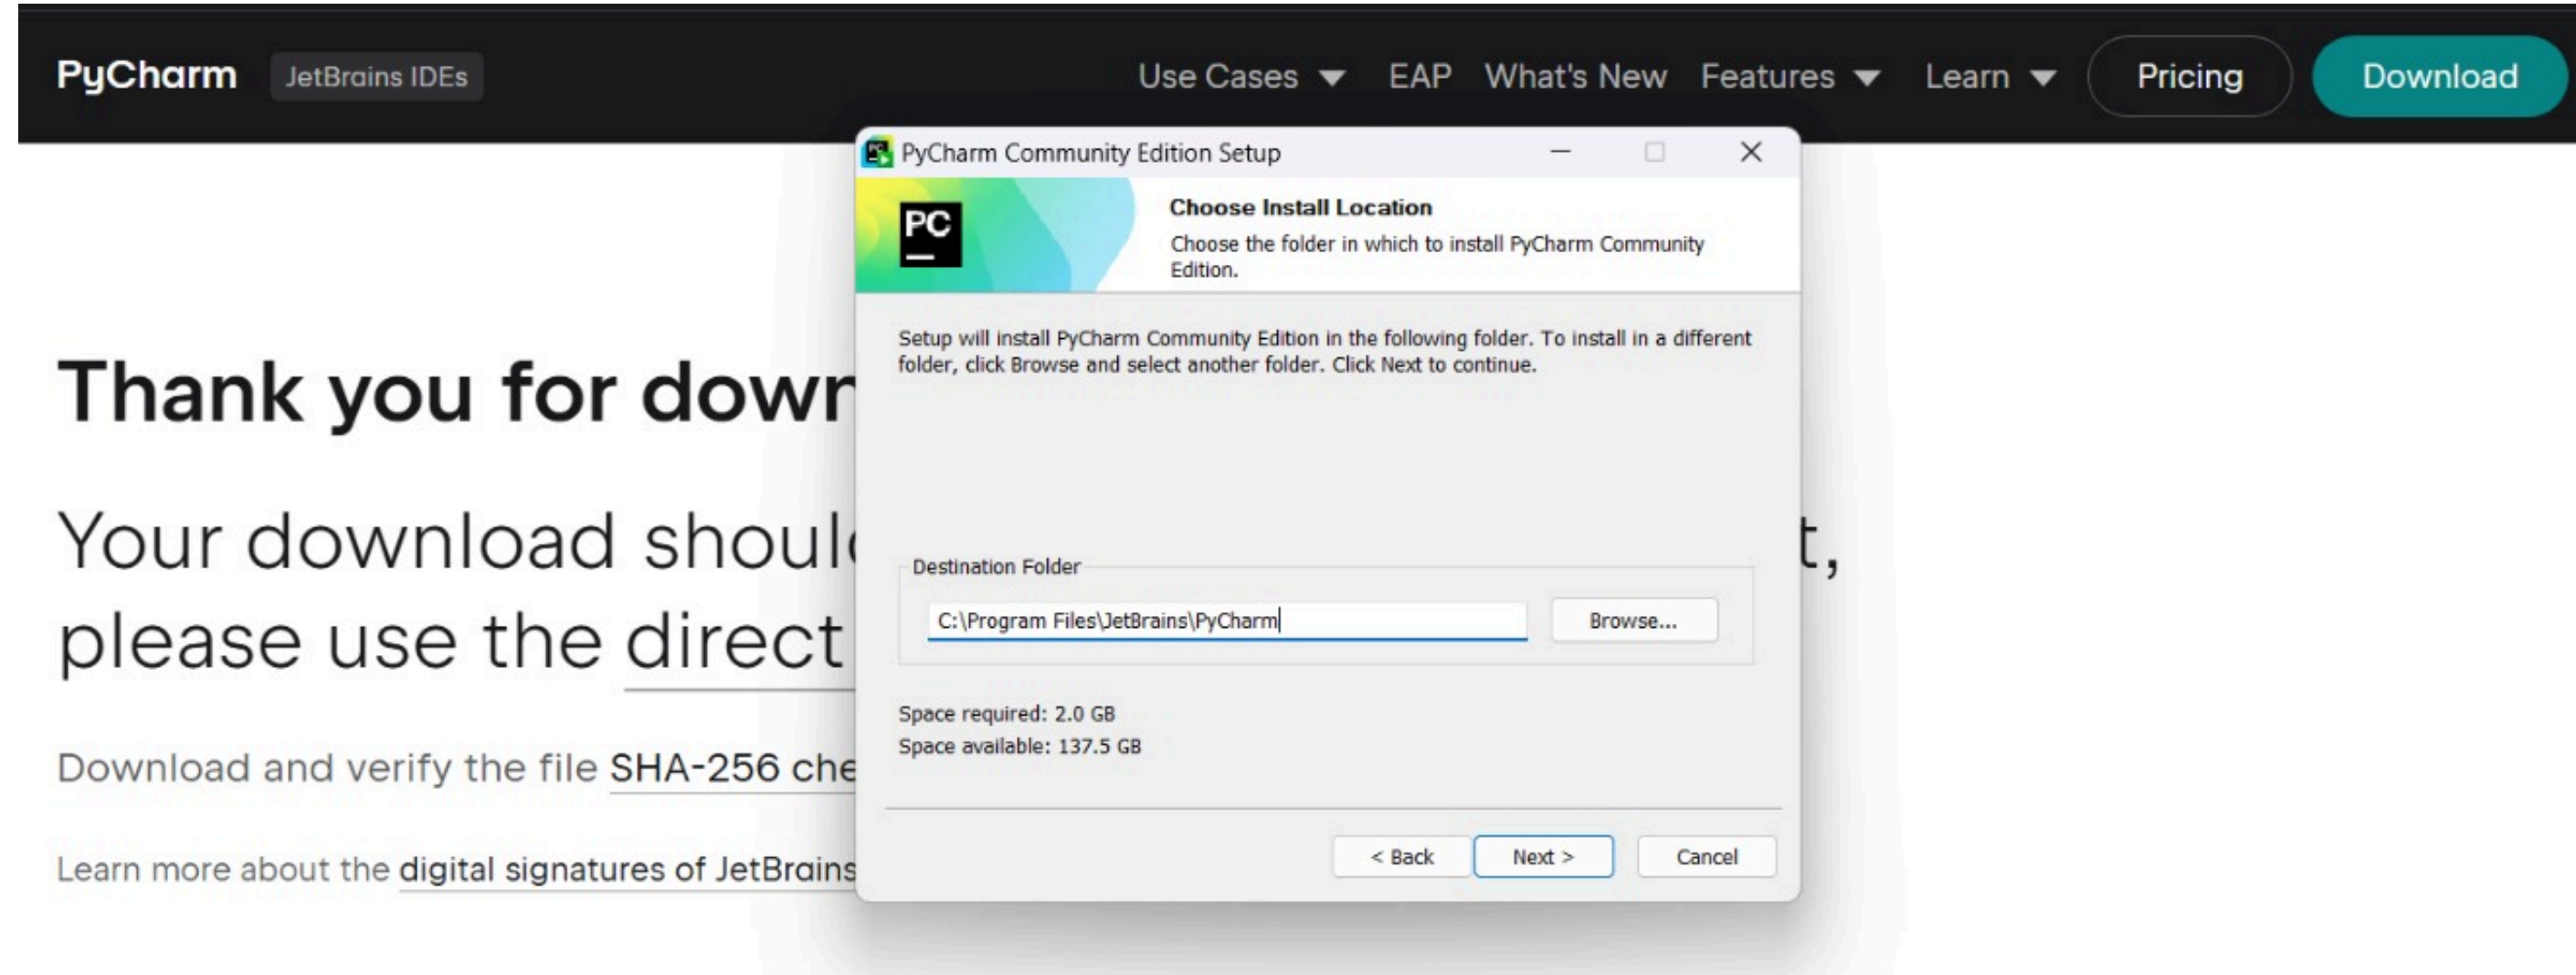 PyCharm JetBrains IDEs Use Cases EAP What's New Features Learn Pricing Download
PyCharm Community Edition Setup
PC
Choose Install Location
Choose the folder in which to install PyCharm Community
Edition.
Setup will install PyCharm Community Edition in the following folder. To install in a different
folder, click Browse and select another folder. Click Next to continue.
Destination Folder
C:\Program Files\JetBrains\PyCharm
Browse...
Space required: 2.0 GB
Space available: 137.5 GB
< Back Next > Cancel
Thank you for
Your download
please use the direct
Download and verify the file SHA-256
Learn more about the digital signatures of JetBrains